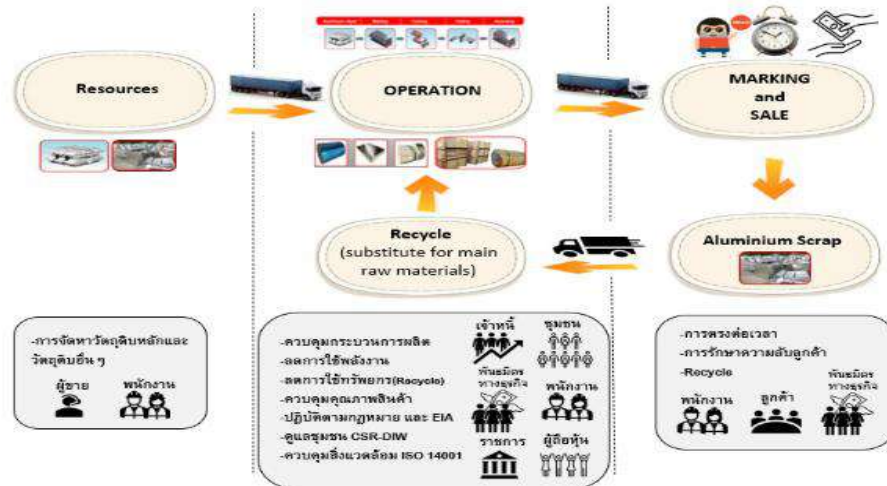 Resources
OPERATION
MARKING
and
SALE
Recycle
(substitute for main
raw materials)
Aluminium Scrap
-การจัดหาวัตถุดิบหลักและ
วัตถุดิบอื่น ๆ
ผู้ขาย
พนักงาน
-ควบคุมกระบวนการผลิต
-ลดการใช้พลังงาน
-ลดการใช้ทรัพยากร(Recycle)
-ควบคุมคุณภาพสินค้า
-ปฏิบัติตามกฎหมาย และ EIA
-ดูแลชุมชน CSR-DIW
-ควบคุมสิ่งแวดล้อม ISO 14001
เจ้าหนี้
ชุมชน
พันธมิตร
ทางธุรกิจ
พนักงาน
ราชการ
ผู้ถือหุ้น
-การตรงต่อเวลา
-การรักษาความลับลูกค้า
-Recycle
พนักงาน
ลูกค้า
พันธมิตร
ทางธุรกิจ